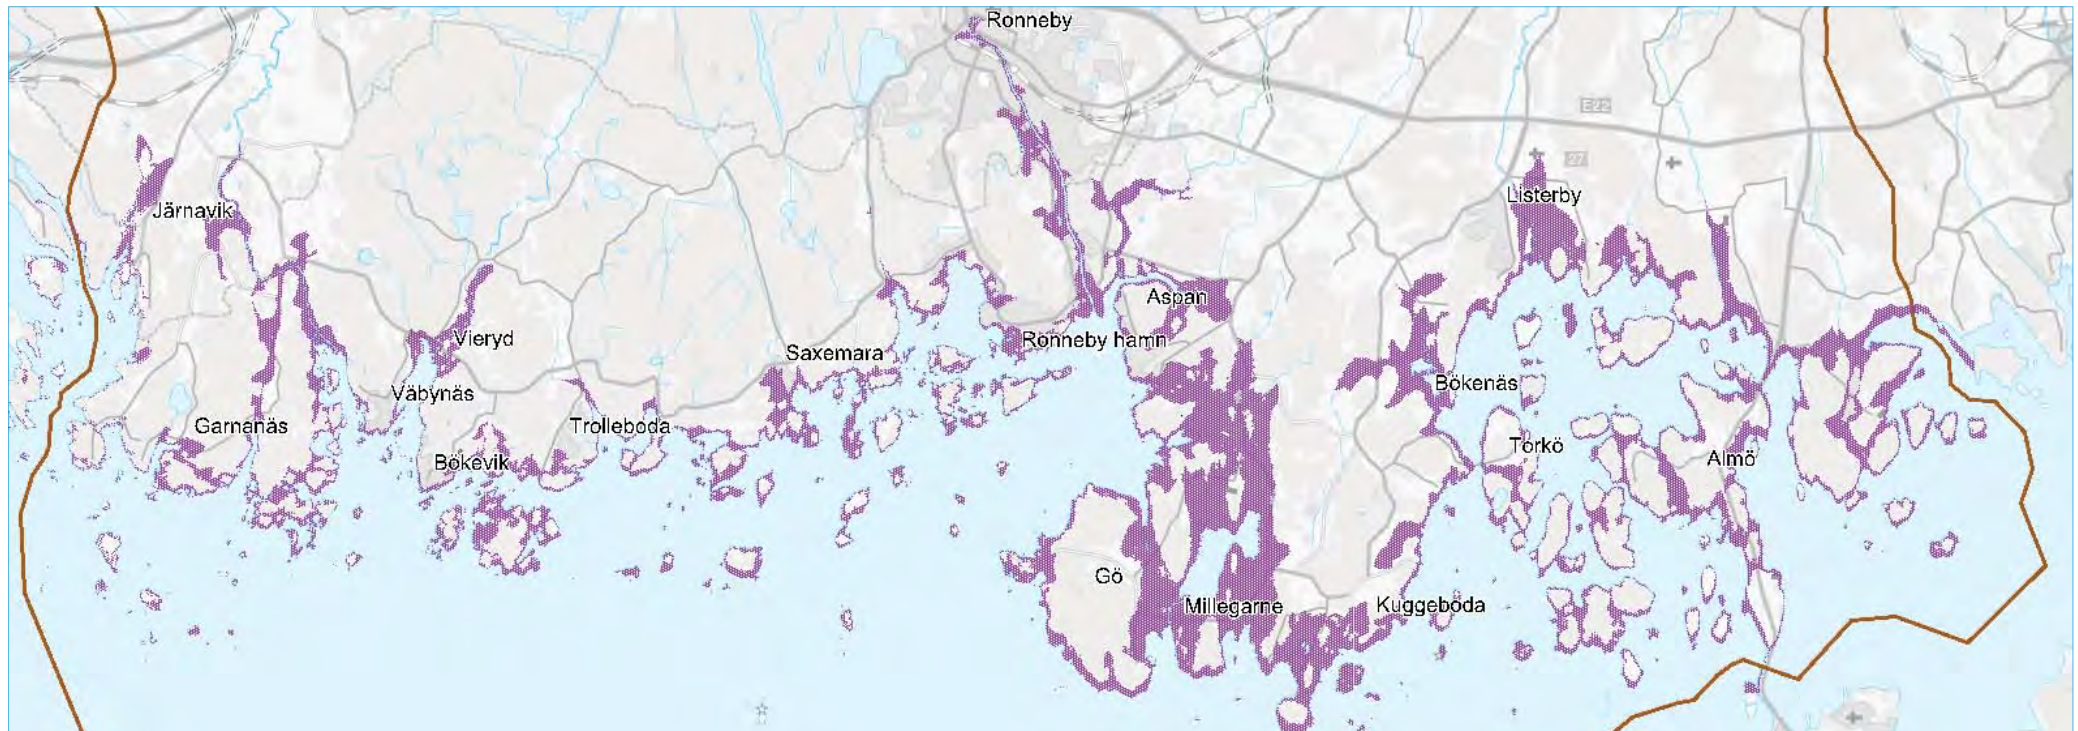 Ronneby
E22
27
Listerby
Järnavik
Aspan
Vieryd
Ronneby hamn
Saxemara
Bökenäs
Väbynäs
Garnanäs
Trolleboda
Torkö
Almö
Bökevik
Gö
Millegarne
Kuggeboda